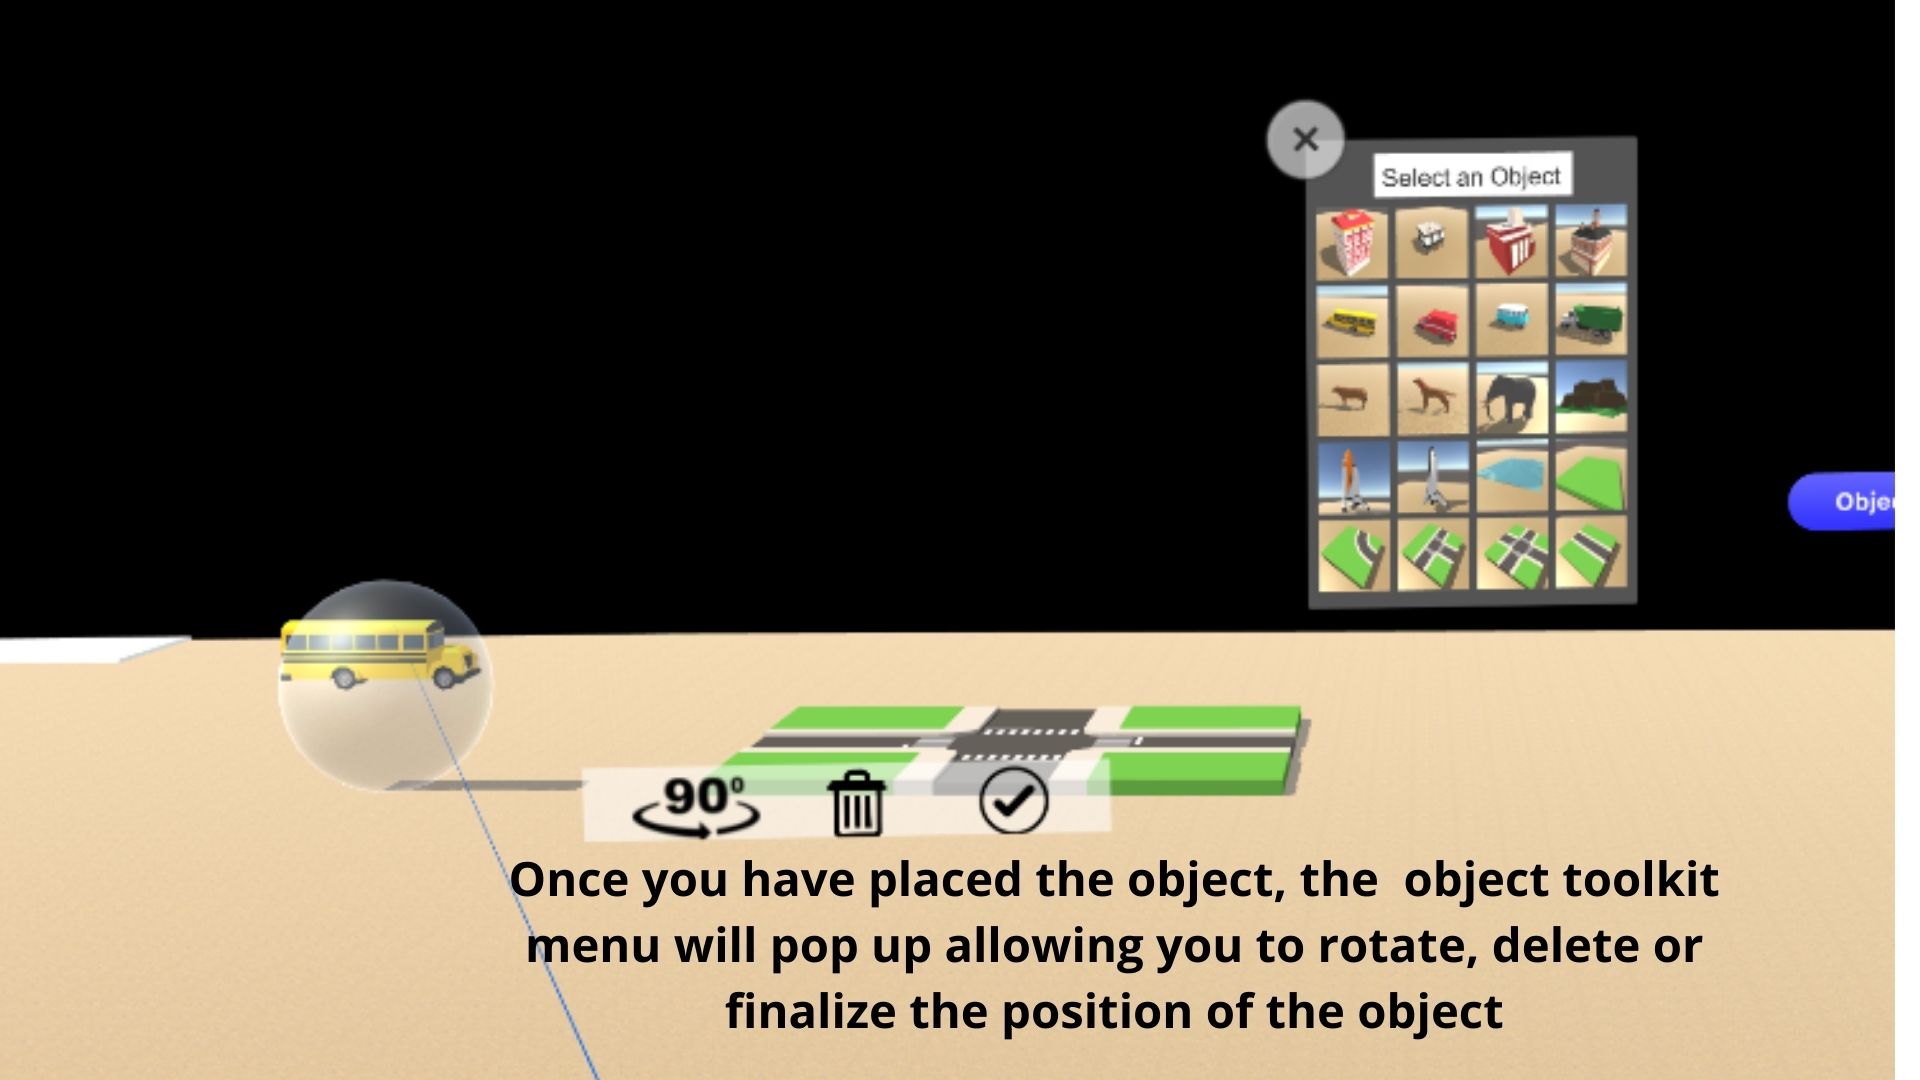 Select an Object
Obje
90°
Once you have placed the object, the object toolkit
menu will pop up allowing you to rotate, delete or
finalize the position of the object